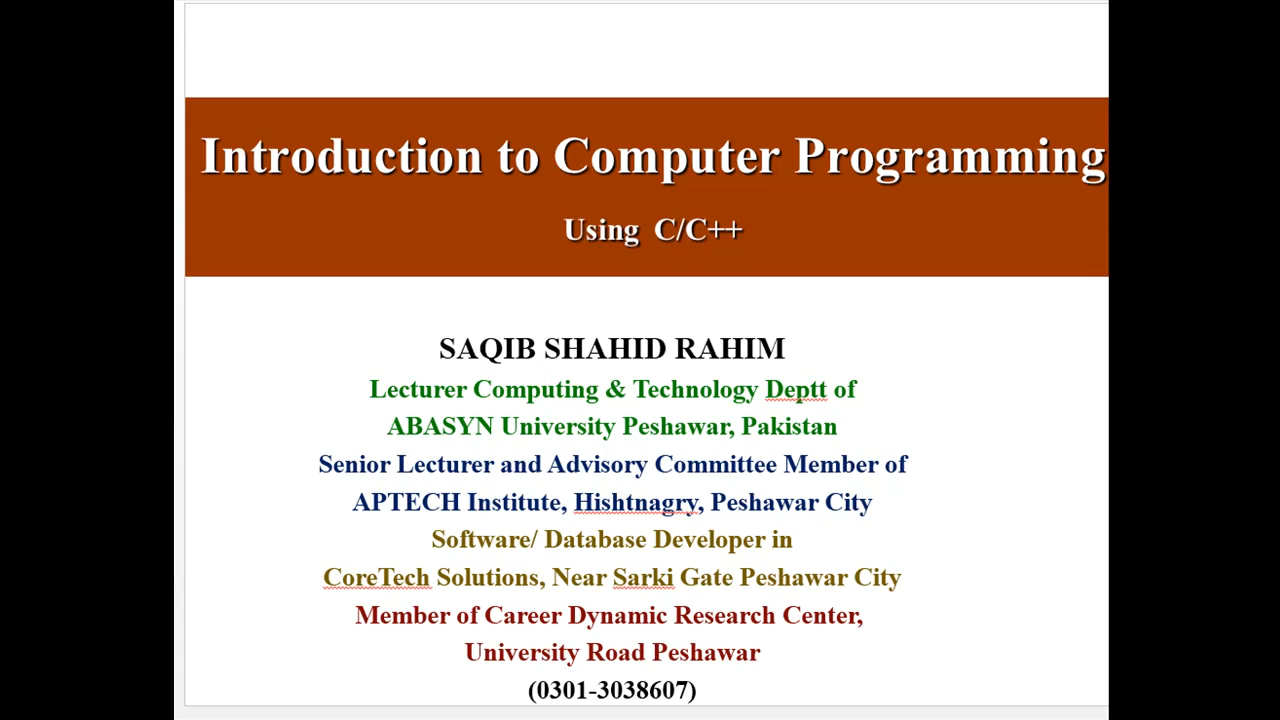 Introduction to Computer Programming
Using C/C++
SAQIB SHAHID RAHIM
Lecturer Computing & Technology Deptt of
ABASYN University Peshawar, Pakistan
Senior Lecturer and Advisory Committee Member of
APTECH Institute, Hishtnagry, Peshawar City
Software/ Database Developer in
CoreTech Solutions, Near Sarki Gate Peshawar City
Member of Career Dynamic Research Center,
University Road Peshawar
(0301-3038607)